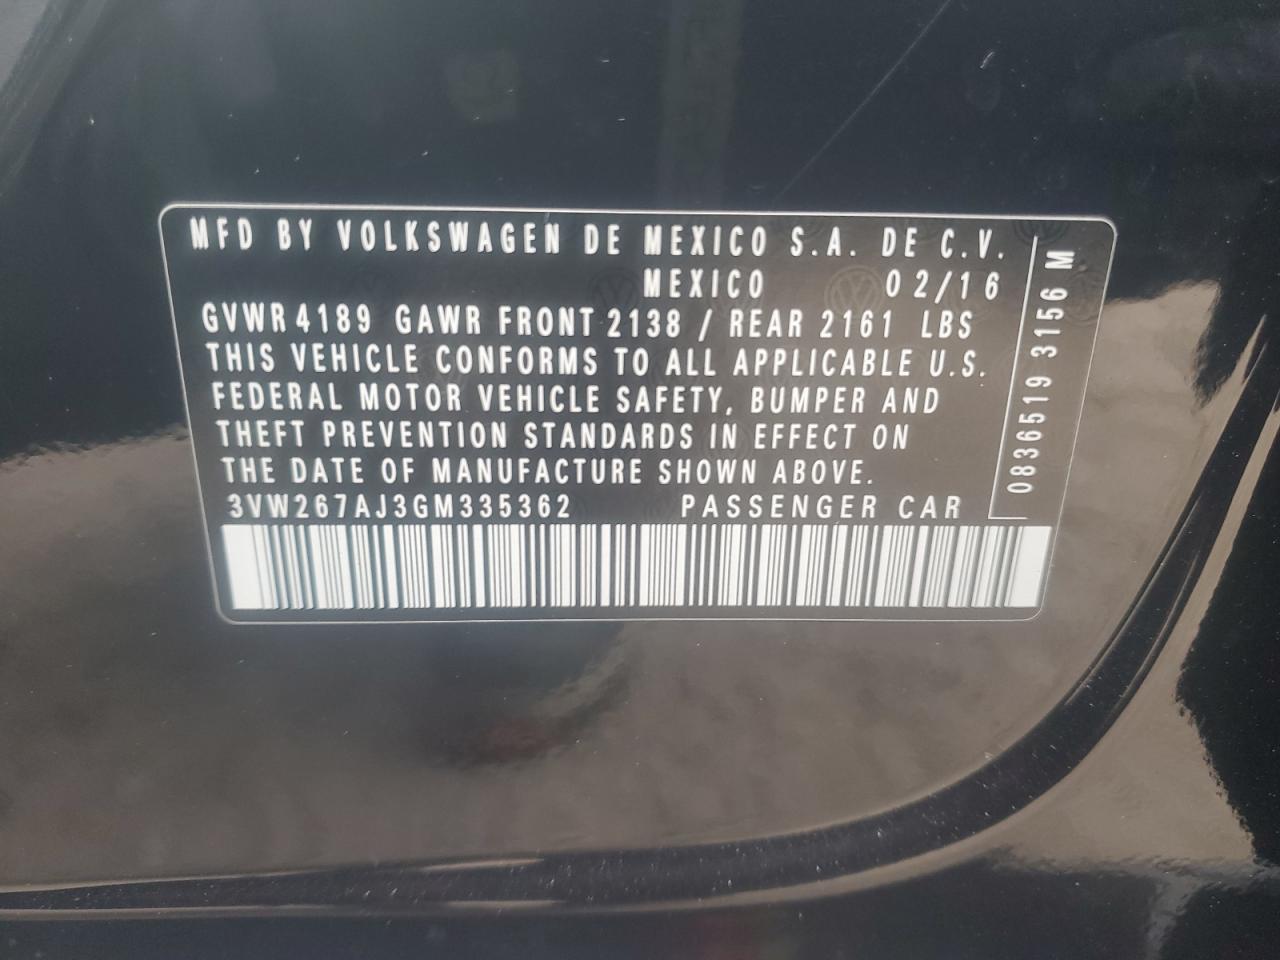 MFD BY VOLKSWAGEN DE MEXICO S.A. DE C.V.
MEXICO 02/16
GVWR 4189 GAWR FRONT 2138 / REAR 2161 LBS
THIS VEHICLE CONFORMS TO ALL APPLICABLE U.S.
FEDERAL MOTOR VEHICLE SAFETY, BUMPER AND
THEFT PREVENTION STANDARDS IN EFFECT ON
THE DATE OF MANUFACTURE SHOWN ABOVE.
3VW267AJ3GM335362 PASSENGER CAR
0836519 3156 M